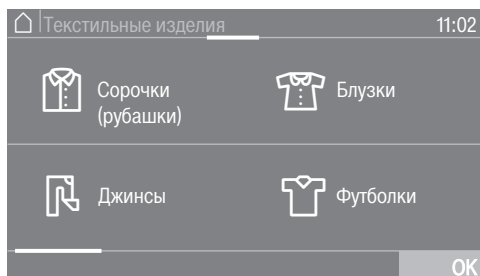 Текстильные изделия 11:02
Сорочки
(рубашки)
Блузки
Джинсы
Футболки
OK